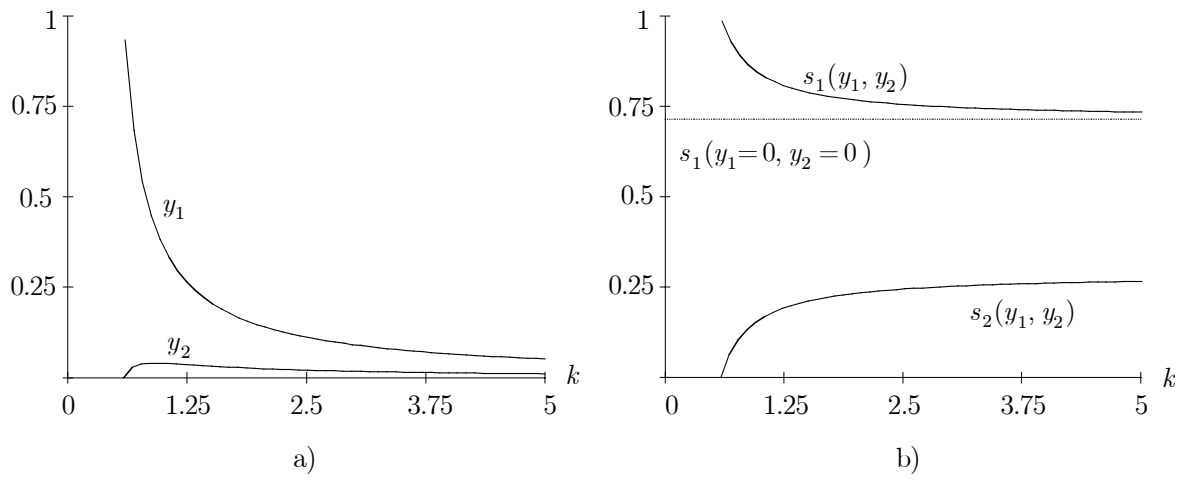 1
0.75
0.5
0.25
y₁
y₂
k
0 1.25 2.5 3.75 5
a)
1
0.75
0.5
0.25
s₁(y₁, y₂)
s₁(y₁=0, y₂ =0 )
s₂(y₁, y₂)
k
0 1.25 2.5 3.75 5
b)